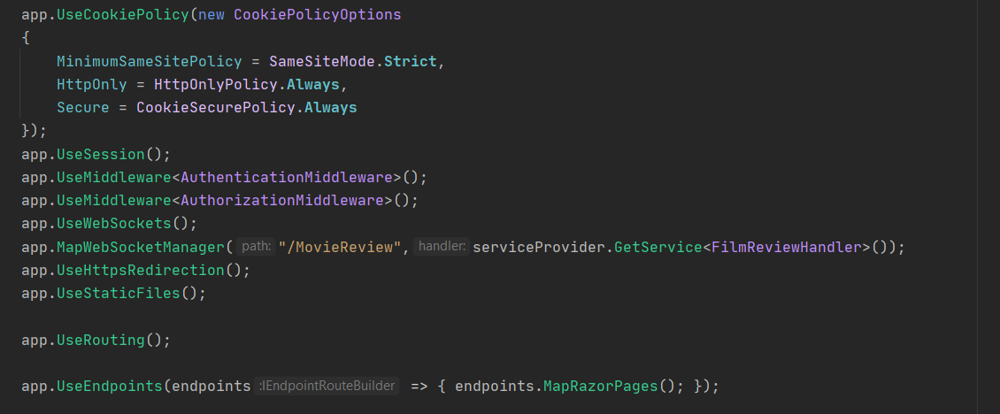 app.UseCookiePolicy(new CookiePolicyOptions
{
    MinimumSameSitePolicy = SameSiteMode.Strict,
    HttpOnly = HttpOnlyPolicy.Always,
    Secure = CookieSecurePolicy.Always
});
app.UseSession();
app.UseMiddleware<AuthenticationMiddleware>();
app.UseMiddleware<AuthorizationMiddleware>();
app.UseWebSockets();
app.MapWebSocketManager( path: "/MovieReview", handler: serviceProvider.GetService<FilmReviewHandler>());
app.UseHttpsRedirection();
app.UseStaticFiles();

app.UseRouting();

app.UseEndpoints(endpoints :IEndpointRouteBuilder => { endpoints.MapRazorPages(); });